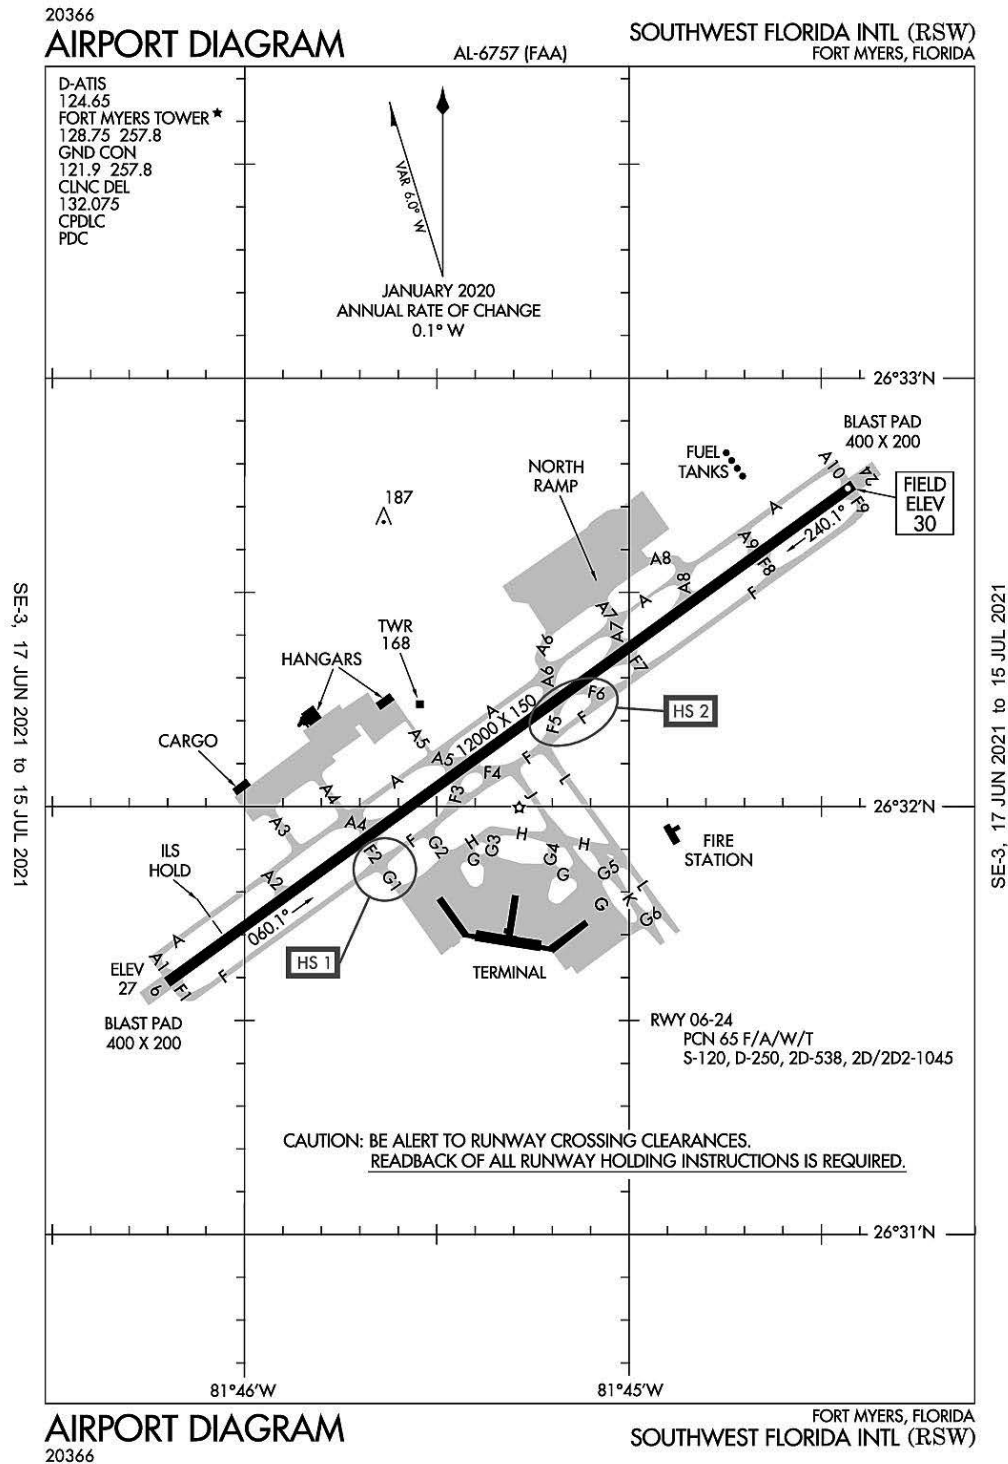 20366
AIRPORT DIAGRAM
AL-6757 (FAA)
SOUTHWEST FLORIDA INTL (RSW)
FORT MYERS, FLORIDA
D-ATIS
124.65
FORT MYERS TOWER ★
128.75 257.8
GND CON
121.9 257.8
CLNC DEL
132.075
CPDLC
PDC
VAR 6.0° W
JANUARY 2020
ANNUAL RATE OF CHANGE
0.1° W
26°33'N
BLAST PAD
400 X 200
FUEL
TANKS
NORTH
RAMP
A10
24
FIELD
ELEV
30
F9
A
240.1°
A9
F8
F
187
A8
A8
A
A7
A7
F7
A6
A6
TWR
168
HANGARS
F6
F5
F
HS 2
A
12000 X 150
A5
A5
CARGO
F
F4
F3
L
J
A
A4
A4
A3
26°32'N
FIRE
STATION
F
F2
G1
G2
H
G
G3
H
G4
G
H
G5
G
L
K
G6
ILS
HOLD
A2
060.1°
A
A1
6
F1
F
HS 1
ELEV
27
TERMINAL
BLAST PAD
400 X 200
RWY 06-24
PCN 65 F/A/W/T
S-120, D-250, 2D-538, 2D/2D2-1045
CAUTION: BE ALERT TO RUNWAY CROSSING CLEARANCES.
READBACK OF ALL RUNWAY HOLDING INSTRUCTIONS IS REQUIRED.
26°31'N
81°46'W
81°45'W
SE-3, 17 JUN 2021 to 15 JUL 2021
SE-3, 17 JUN 2021 to 15 JUL 2021
AIRPORT DIAGRAM
20366
FORT MYERS, FLORIDA
SOUTHWEST FLORIDA INTL (RSW)